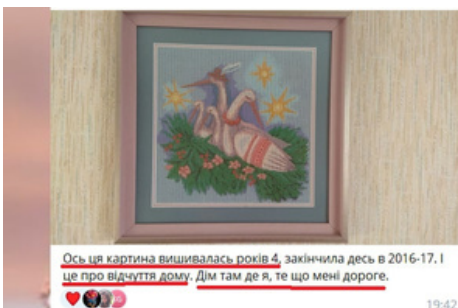 Ось ця картина вишивалась років 4, закінчила десь в 2016-17. І
це про відчуття дому. Дім там де я, те що мені дороге.
19:42